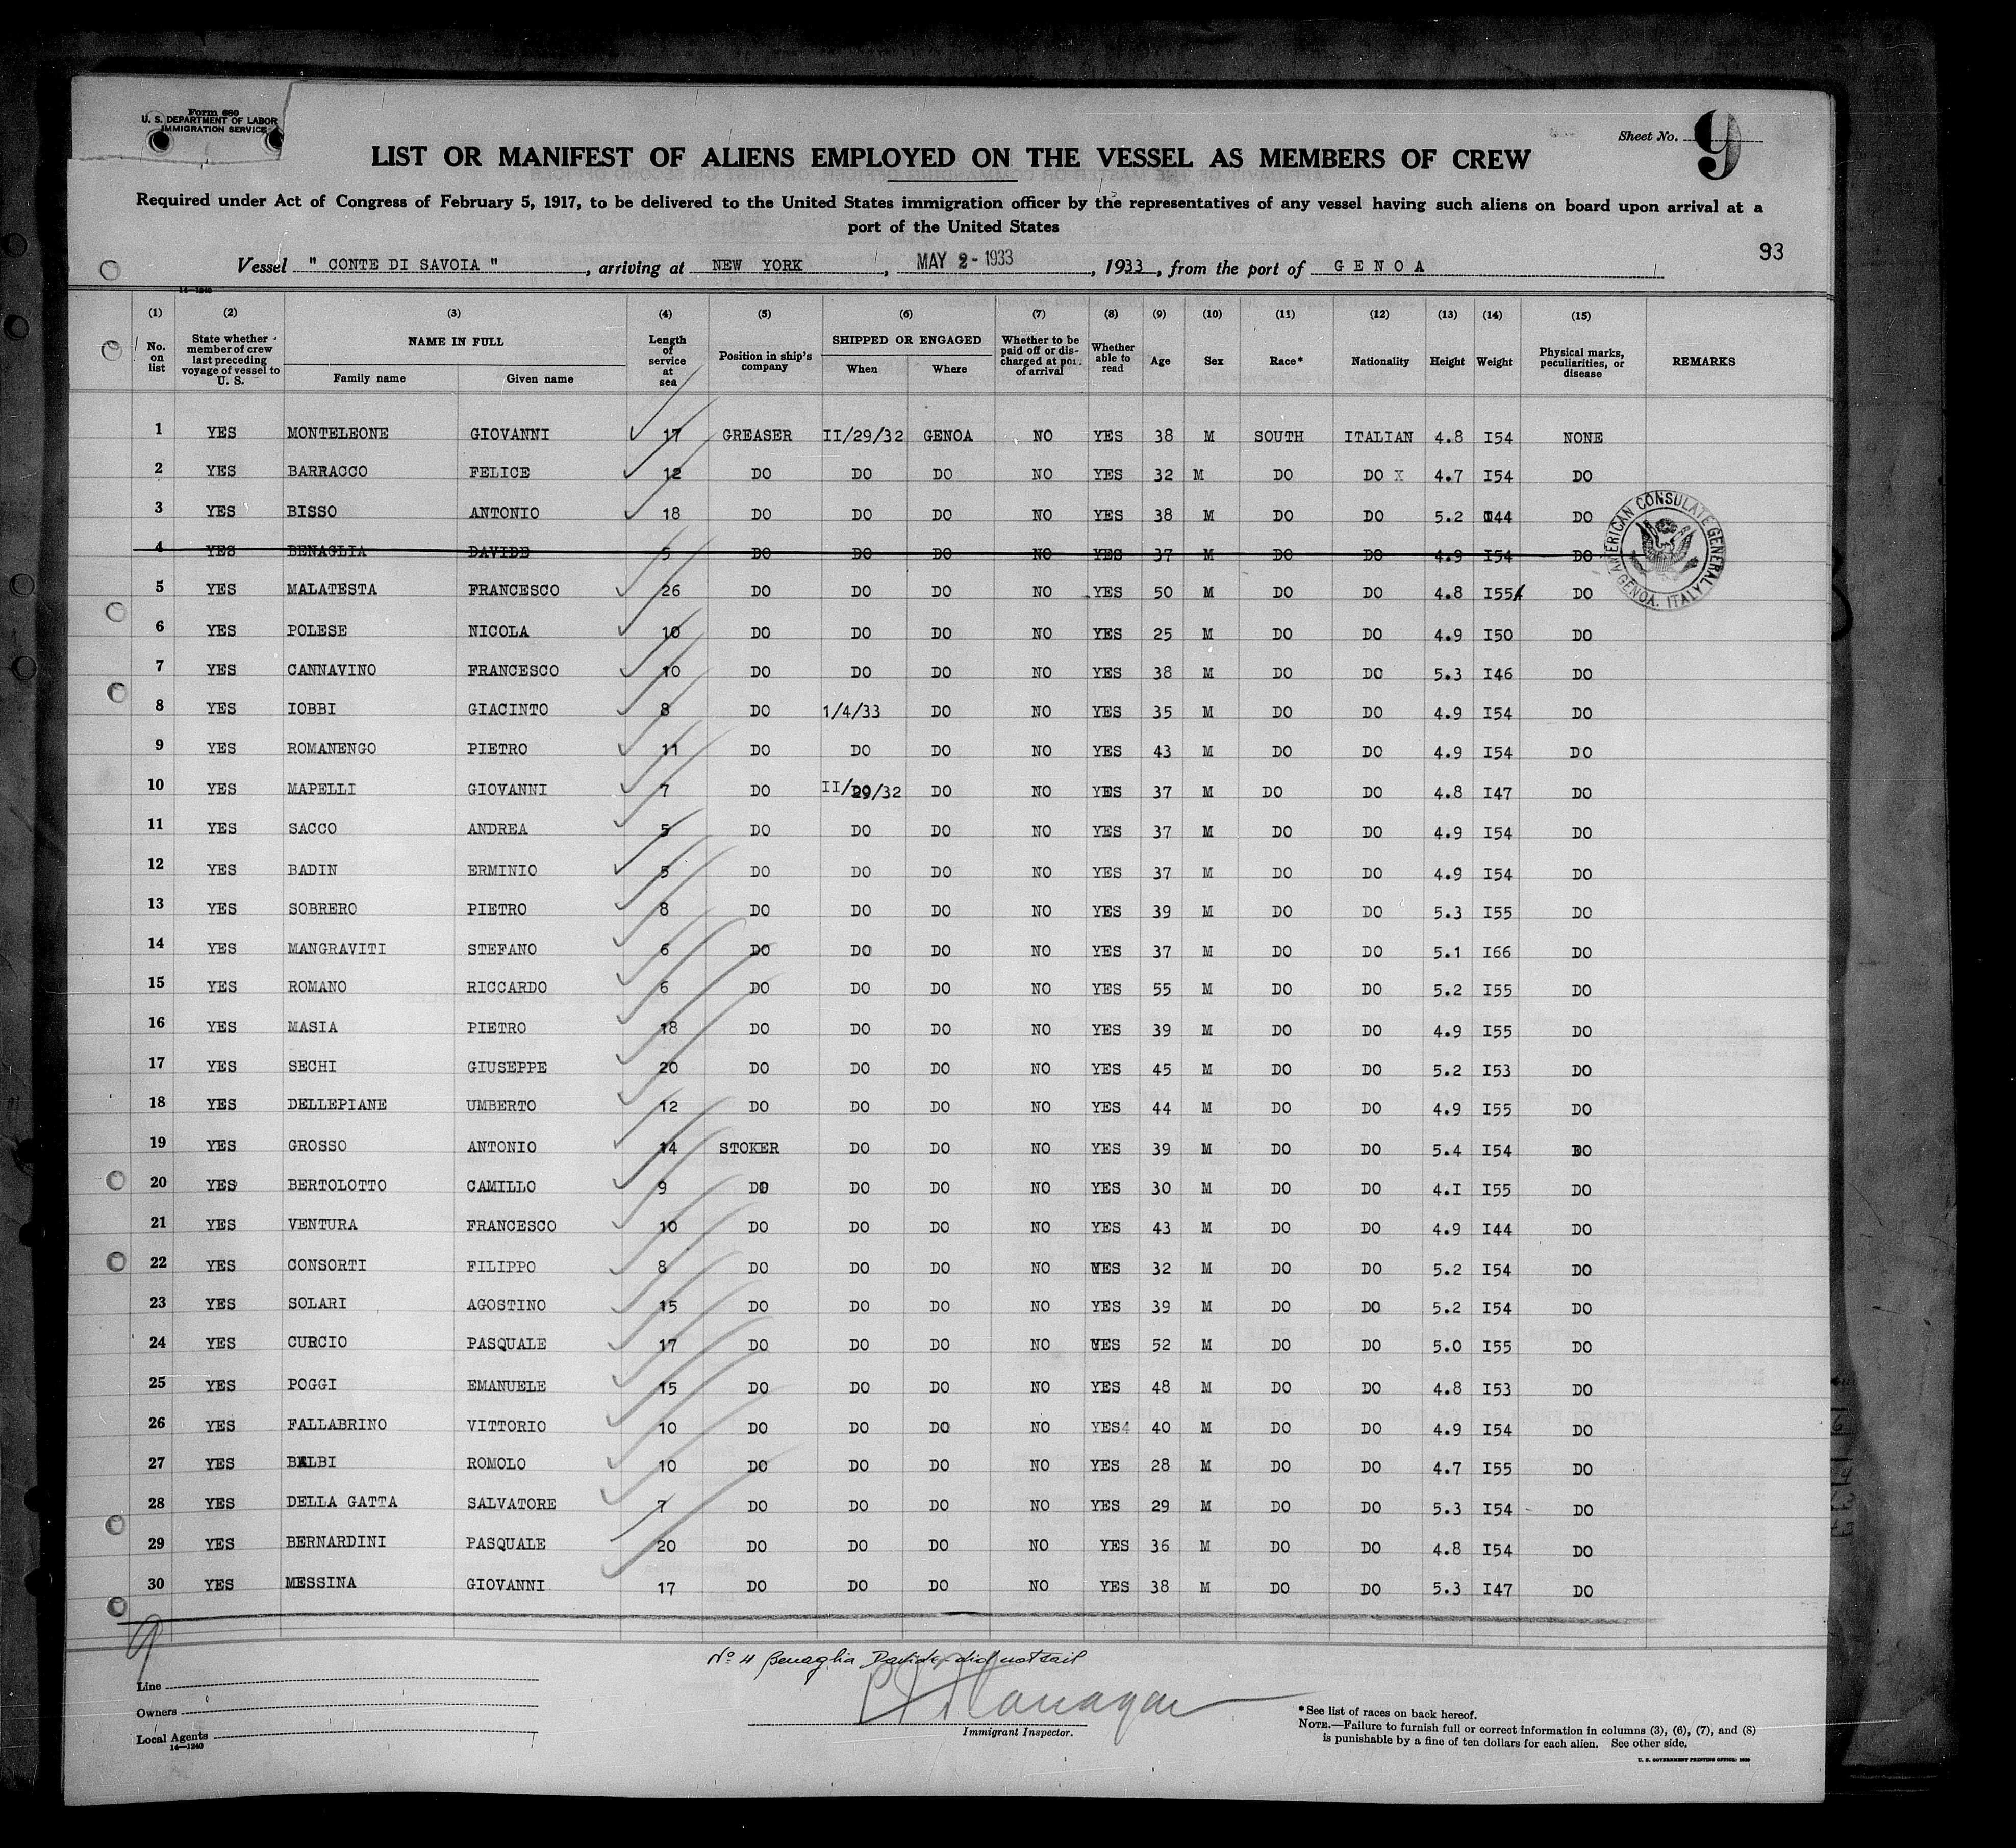 Form 680
U. S. DEPARTMENT OF LABOR
IMMIGRATION SERVICE
Sheet No. 9
LIST OR MANIFEST OF ALIENS EMPLOYED ON THE VESSEL AS MEMBERS OF CREW
Required under Act of Congress of February 5, 1917, to be delivered to the United States immigration officer by the representatives of any vessel having such aliens on board upon arrival at a
port of the United States
93
Vessel " CONTE DI SAVOIA " , arriving at NEW YORK , MAY 2 - 1933 , 1933 , from the port of GENOA
14-1240
(1) (2) (3) (4) (5) (6) (7) (8) (9) (10) (11) (12) (13) (14) (15)
No. on list State whether member of crew last preceding voyage of vessel to U. S. NAME IN FULL Family name Given name Length of service at sea Position in ship's company SHIPPED OR ENGAGED When Where Whether to be paid off or discharged at port of arrival Whether able to read Age Sex Race* Nationality Height Weight Physical marks, peculiarities, or disease REMARKS
1 YES MONTELEONE GIOVANNI 17 GREASER II/29/32 GENOA NO YES 38 M SOUTH ITALIAN 4.8 I54 NONE
2 YES BARRACCO FELICE 12 DO DO DO NO YES 32 M DO DO X 4.7 I54 DO
3 YES BISSO ANTONIO 18 DO DO DO NO YES 38 M DO DO 5.2 144 DO
4 YES BENAGLIA DAVIDE 5 DO DO DO NO YES 37 M DO DO 4.9 I54 DO
5 YES MALATESTA FRANCESCO 26 DO DO DO NO YES 50 M DO DO 4.8 I55 DO
6 YES POLESE NICOLA 10 DO DO DO NO YES 25 M DO DO 4.9 I50 DO
7 YES CANNAVINO FRANCESCO 10 DO DO DO NO YES 38 M DO DO 5.3 I46 DO
8 YES IOBBI GIACINTO 8 DO 1/4/33 DO NO YES 35 M DO DO 4.9 I54 DO
9 YES ROMANENGO PIETRO 11 DO DO DO NO YES 43 M DO DO 4.9 I54 DO
10 YES MAPELLI GIOVANNI 7 DO II/29/32 DO NO YES 37 M DO DO 4.8 I47 DO
11 YES SACCO ANDREA 5 DO DO DO NO YES 37 M DO DO 4.9 I54 DO
12 YES BADIN ERMINIO 5 DO DO DO NO YES 37 M DO DO 4.9 I54 DO
13 YES SOBRERO PIETRO 8 DO DO DO NO YES 39 M DO DO 5.3 I55 DO
14 YES MANGRAVITI STEFANO 6 DO DO DO NO YES 37 M DO DO 5.1 I66 DO
15 YES ROMANO RICCARDO 6 DO DO DO NO YES 55 M DO DO 5.2 I55 DO
16 YES MASIA PIETRO 18 DO DO DO NO YES 39 M DO DO 4.9 I55 DO
17 YES SECHI GIUSEPPE 20 DO DO DO NO YES 45 M DO DO 5.2 I53 DO
18 YES DELLEPIANE UMBERTO 12 DO DO DO NO YES 44 M DO DO 4.9 I55 DO
19 YES GROSSO ANTONIO 14 STOKER DO DO NO YES 39 M DO DO 5.4 I54 DO
20 YES BERTOLOTTO CAMILLO 9 DO DO DO NO YES 30 M DO DO 4.I I55 DO
21 YES VENTURA FRANCESCO 10 DO DO DO NO YES 43 M DO DO 4.9 I44 DO
22 YES CONSORTI FILIPPO 8 DO DO DO NO YES 32 M DO DO 5.2 I54 DO
23 YES SOLARI AGOSTINO 15 DO DO DO NO YES 39 M DO DO 5.2 I54 DO
24 YES CURCIO PASQUALE 17 DO DO DO NO YES 52 M DO DO 5.0 I55 DO
25 YES POGGI EMANUELE 15 DO DO DO NO YES 48 M DO DO 4.8 I53 DO
26 YES FALLABRINO VITTORIO 10 DO DO DO NO YES4 40 M DO DO 4.9 I54 DO
27 YES BALBI ROMOLO 10 DO DO DO NO YES 28 M DO DO 4.7 I55 DO
28 YES DELLA GATTA SALVATORE 7 DO DO DO NO YES 29 M DO DO 5.3 I54 DO
29 YES BERNARDINI PASQUALE 20 DO DO DO NO YES 36 M DO DO 4.8 I54 DO
30 YES MESSINA GIOVANNI 17 DO DO DO NO YES 38 M DO DO 5.3 I47 DO
AMERICAN CONSULATE GENERAL
GENOA, ITALY
9
No 4 Benaglia Davide, did not sail
Flanagan
Immigrant Inspector.
Line
Owners
Local Agents
14-1240
* See list of races on back hereof.
NOTE.—Failure to furnish full or correct information in columns (3), (6), (7), and (8)
is punishable by a fine of ten dollars for each alien. See other side.
U. S. GOVERNMENT PRINTING OFFICE: 1930